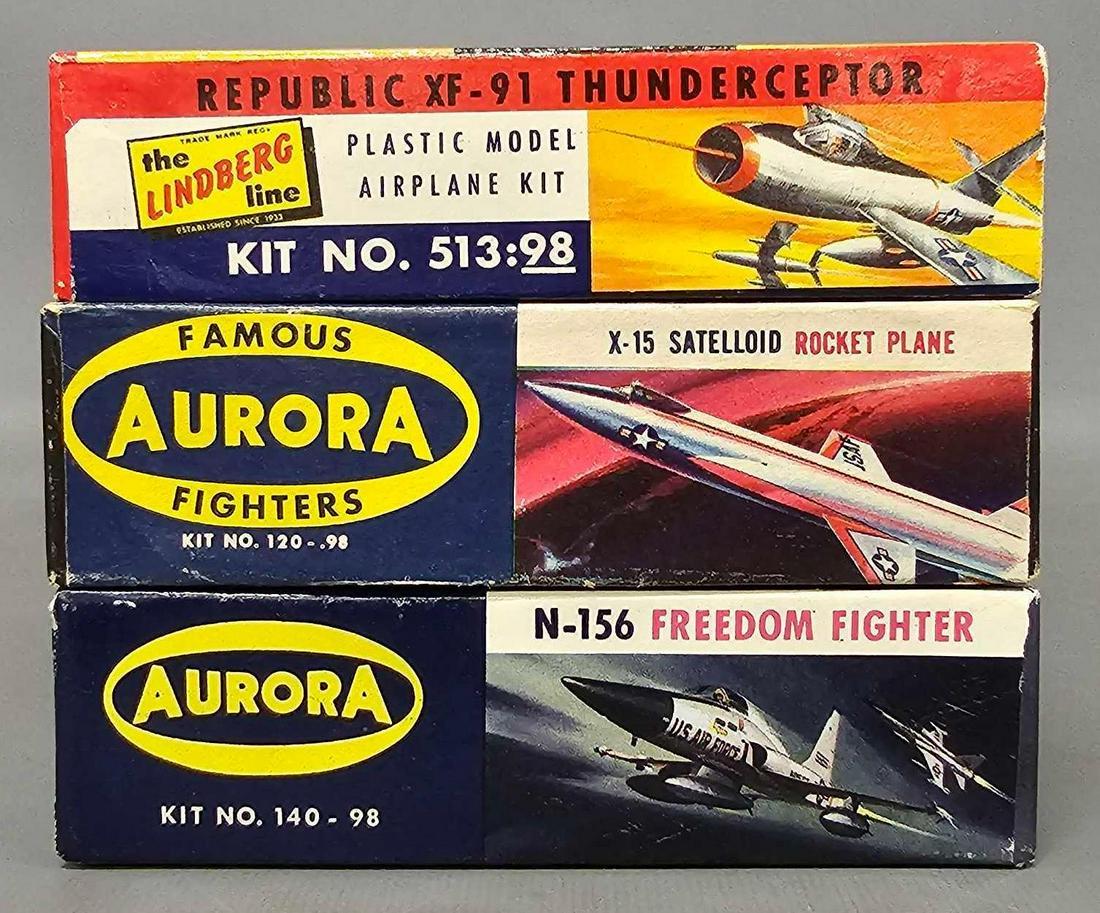 REPUBLIC XF-91 THUNDERCEPTOR
TRADE MARK REG.
the
LINDBERG
line
ESTABLISHED SINCE 1933
PLASTIC MODEL
AIRPLANE KIT
KIT NO. 513:98
FAMOUS
AURORA
FIGHTERS
KIT NO. 120-.98
X-15 SATELLOID ROCKET PLANE
USAF
AURORA
KIT NO. 140-98
N-156 FREEDOM FIGHTER
U.S. AIR FORCE